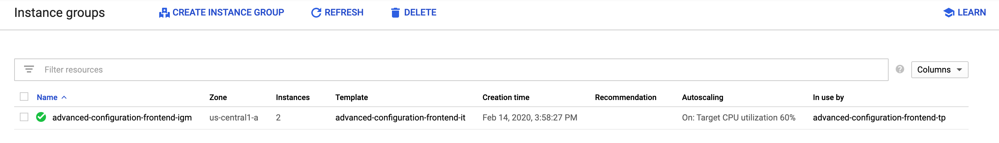 Instance groups CREATE INSTANCE GROUP REFRESH DELETE LEARN
Filter resources ? Columns
Name Zone Instances Template Creation time Recommendation Autoscaling In use by
advanced-configuration-frontend-igm us-central1-a 2 advanced-configuration-frontend-it Feb 14, 2020, 3:58:27 PM On: Target CPU utilization 60% advanced-configuration-frontend-tp